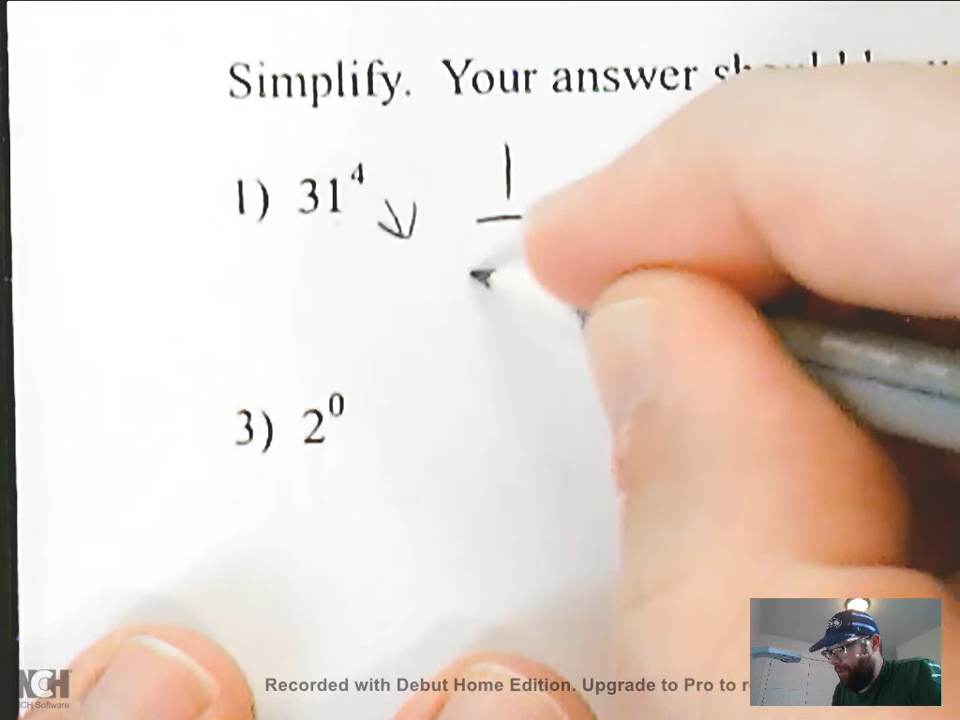 Simplify. Your answer
1) 31⁴ 1
3) 2⁰
NCH
NCH Software
Recorded with Debut Home Edition. Upgrade to Pro to